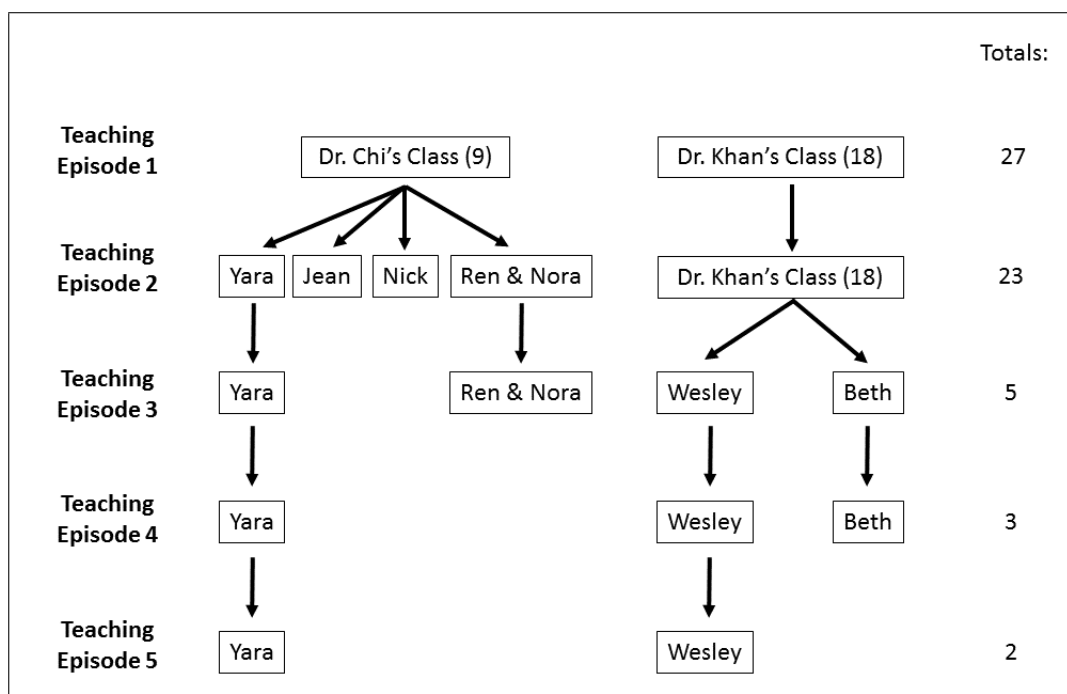 Totals:
Teaching
Episode 1
Dr. Chi's Class (9)
Dr. Khan's Class (18)
27
Teaching
Episode 2
Yara
Jean
Nick
Ren & Nora
Dr. Khan's Class (18)
23
Teaching
Episode 3
Yara
Ren & Nora
Wesley
Beth
5
Teaching
Episode 4
Yara
Wesley
Beth
3
Teaching
Episode 5
Yara
Wesley
2